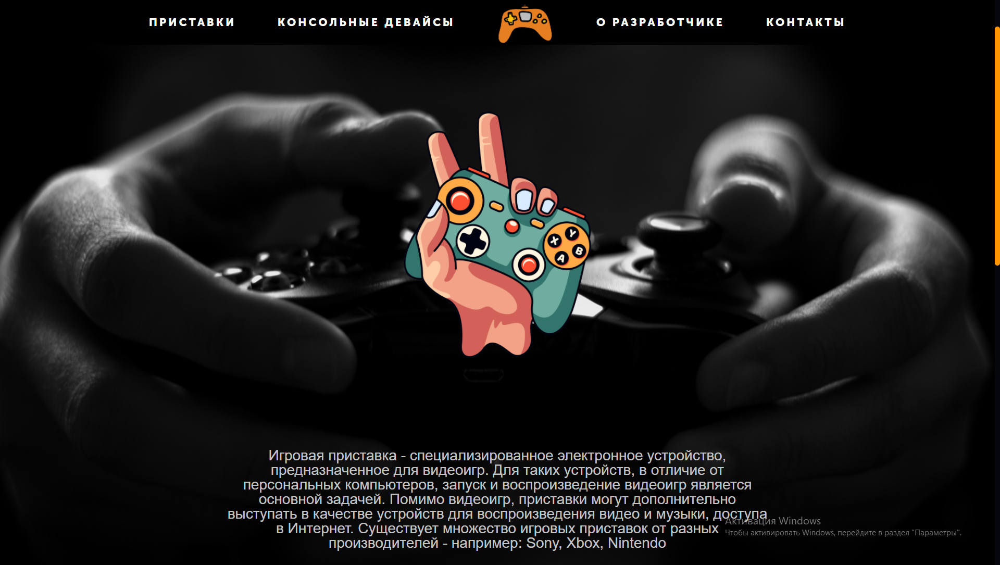 ПРИСТАВКИ КОНСОЛЬНЫЕ ДЕВАЙСЫ О РАЗРАБОТЧИКЕ КОНТАКТЫ
Y
X
B
A
Игровая приставка - специализированное электронное устройство,
предназначенное для видеоигр. Для таких устройств, в отличие от
персональных компьютеров, запуск и воспроизведение видеоигр является
основной задачей. Помимо видеоигр, приставки могут дополнительно
выступать в качестве устройств для воспроизведения видео и музыки, доступа
в Интернет. Существует множество игровых приставок от разных
производителей - например: Sony, Xbox, Nintendo
Активация Windows
Чтобы активировать Windows, перейдите в раздел "Параметры".